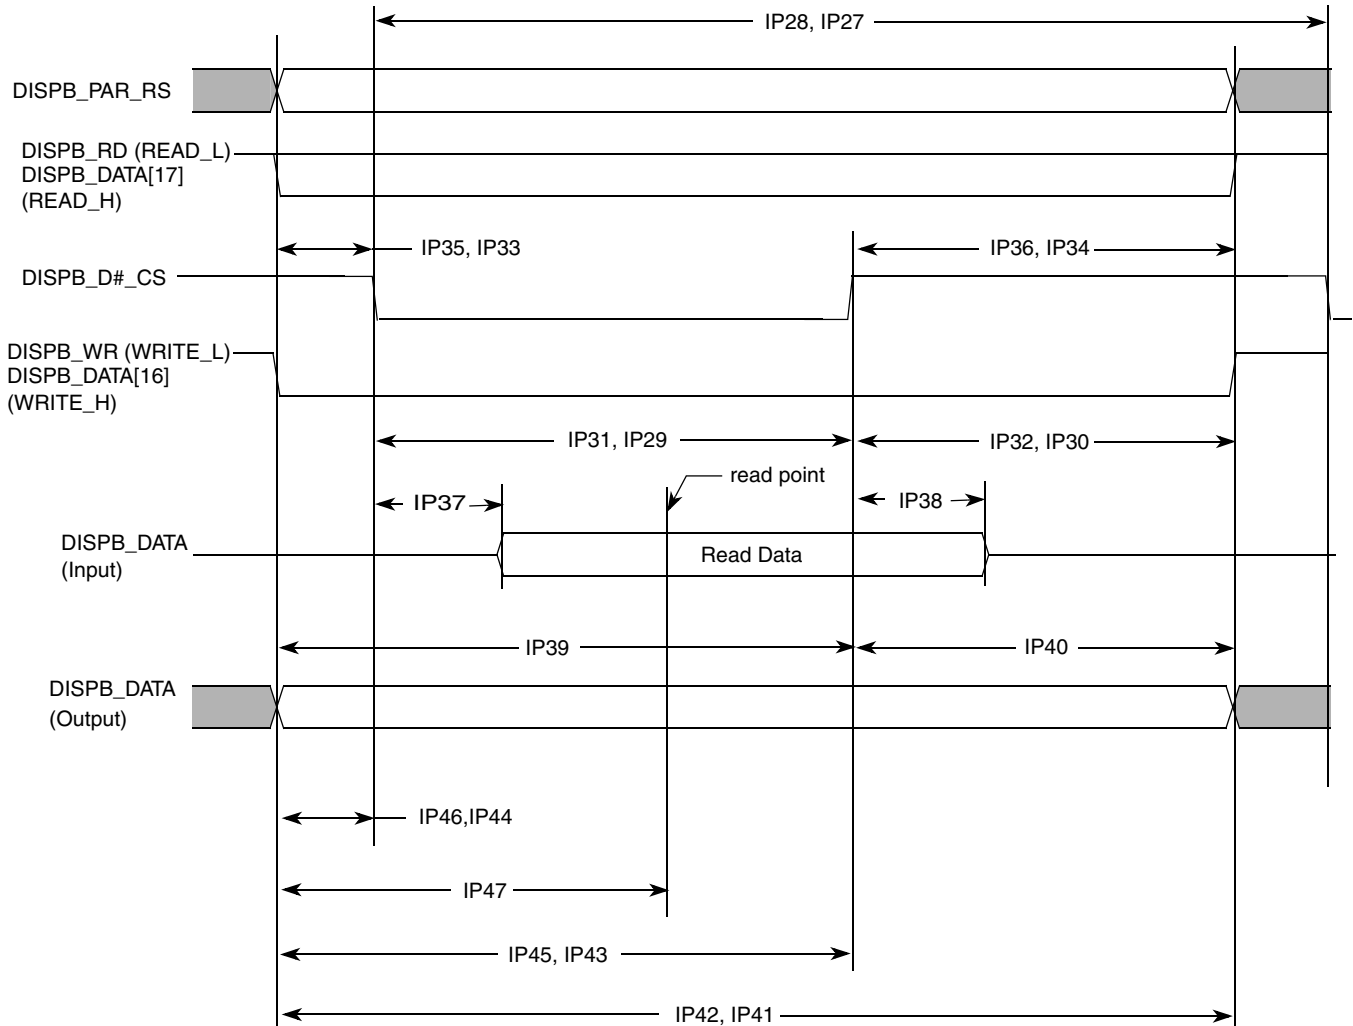 IP28, IP27
DISPB_PAR_RS
DISPB_RD (READ_L)
DISPB_DATA[17]
(READ_H)
IP35, IP33
IP36, IP34
DISPB_D#_CS
DISPB_WR (WRITE_L)
DISPB_DATA[16]
(WRITE_H)
IP31, IP29
IP32, IP30
read point
IP37
IP38
DISPB_DATA
(Input)
Read Data
IP39
IP40
DISPB_DATA
(Output)
IP46,IP44
IP47
IP45, IP43
IP42, IP41